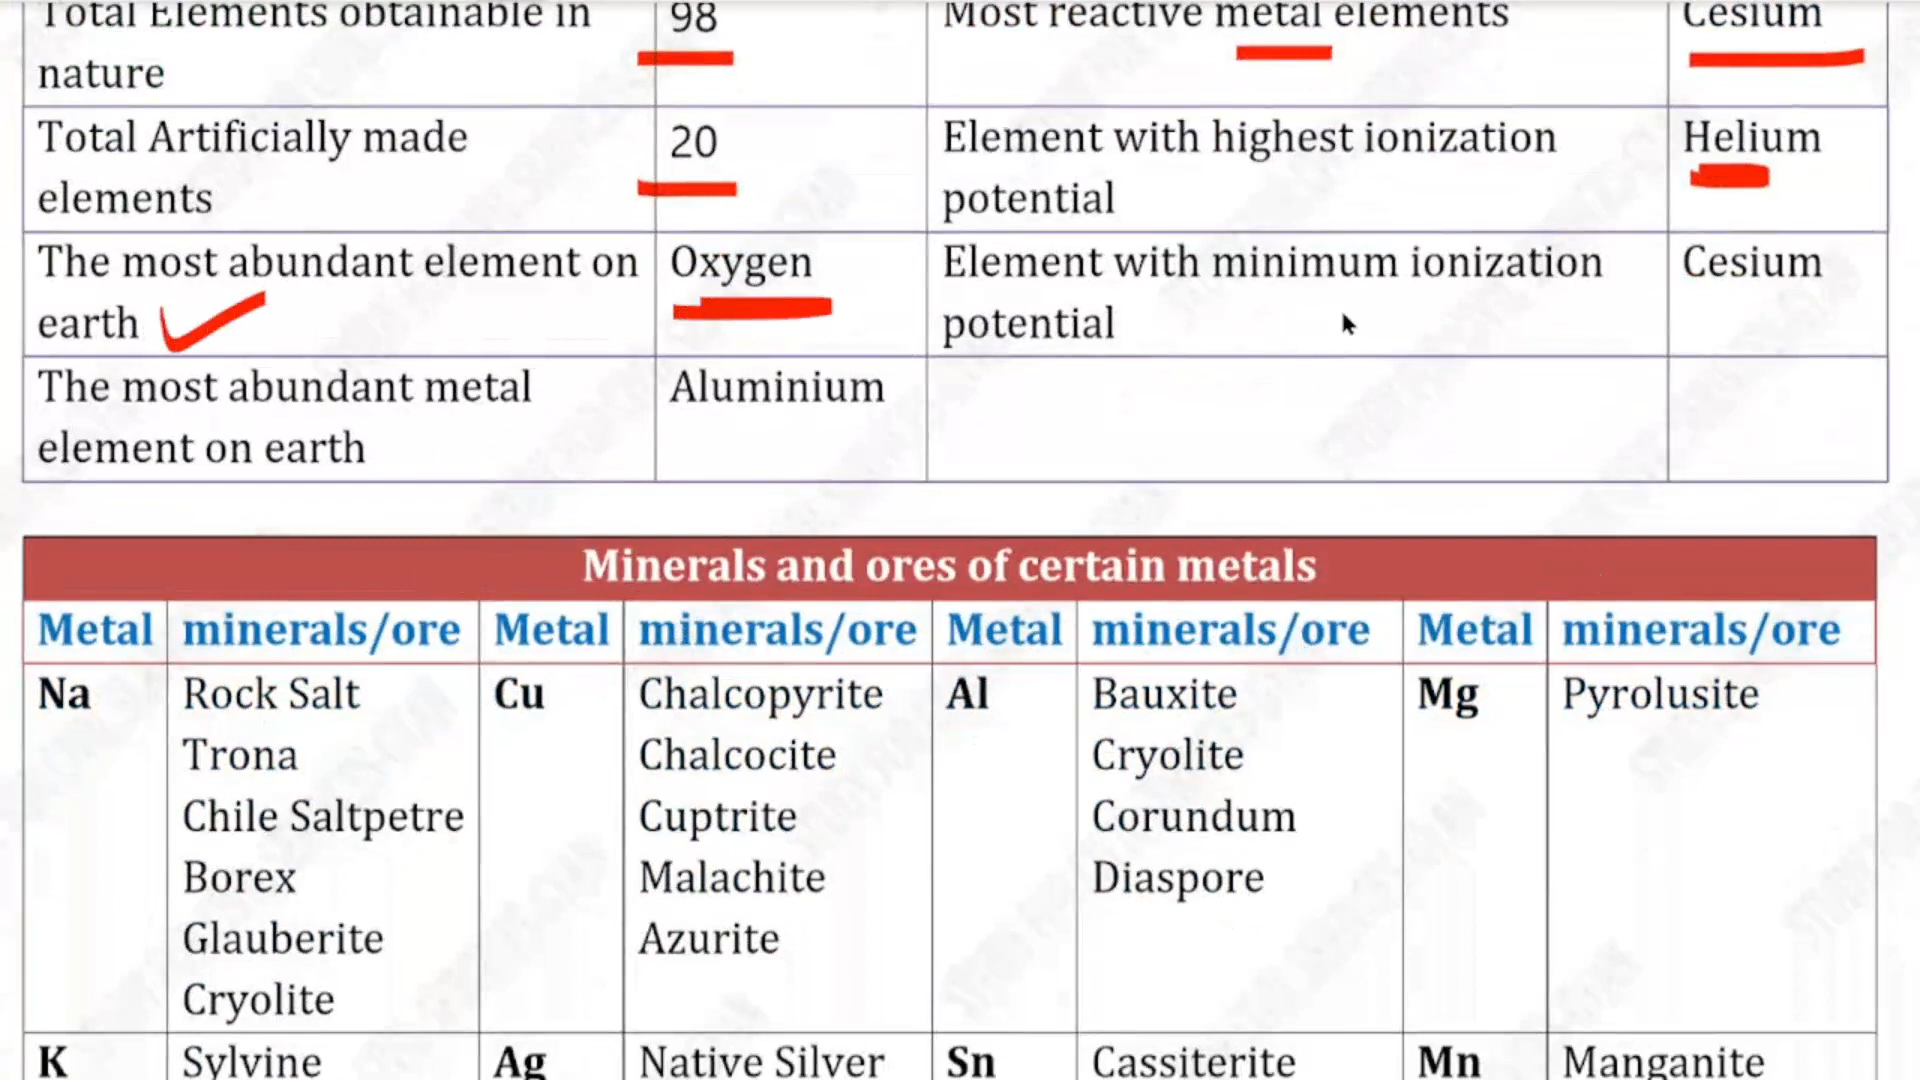 Total Elements obtainable in
nature
98
Most reactive metal elements
Cesium
Total Artificially made
elements
20
Element with highest ionization
potential
Helium
The most abundant element on
earth
Oxygen
Element with minimum ionization
potential
Cesium
The most abundant metal
element on earth
Aluminium
Minerals and ores of certain metals
Metal minerals/ore Metal minerals/ore Metal minerals/ore Metal minerals/ore
Na
Rock Salt
Trona
Chile Saltpetre
Borex
Glauberite
Cryolite
Cu
Chalcopyrite
Chalcocite
Cuptrite
Malachite
Azurite
Al
Bauxite
Cryolite
Corundum
Diaspore
Mg
Pyrolusite
K
Sylvine
Ag
Native Silver
Sn
Cassiterite
Mn
Manganite